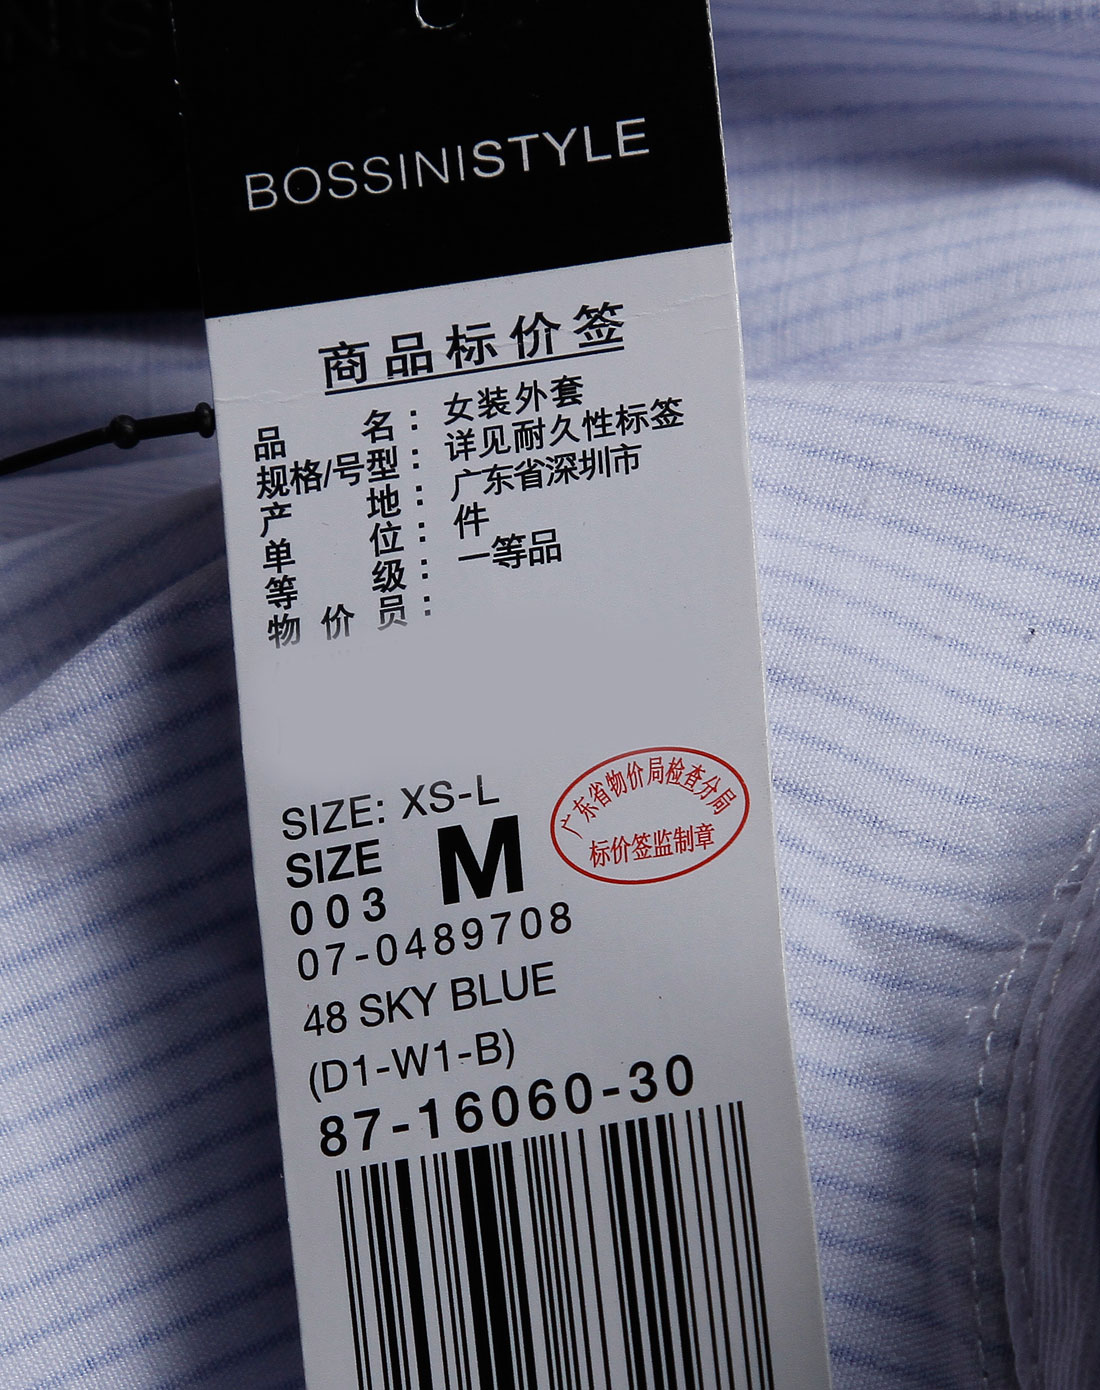 BOSSINISTYLE
商品标价签
品名：女装外套
规格/号型：详见耐久性标签
产地：广东省深圳市
单位：件
等级：一等品
物价员：
广东省物价局检查分局
标价签监制章
SIZE: XS-L
SIZE M
003
07-0489708
48 SKY BLUE
(D1-W1-B)
87-16060-30